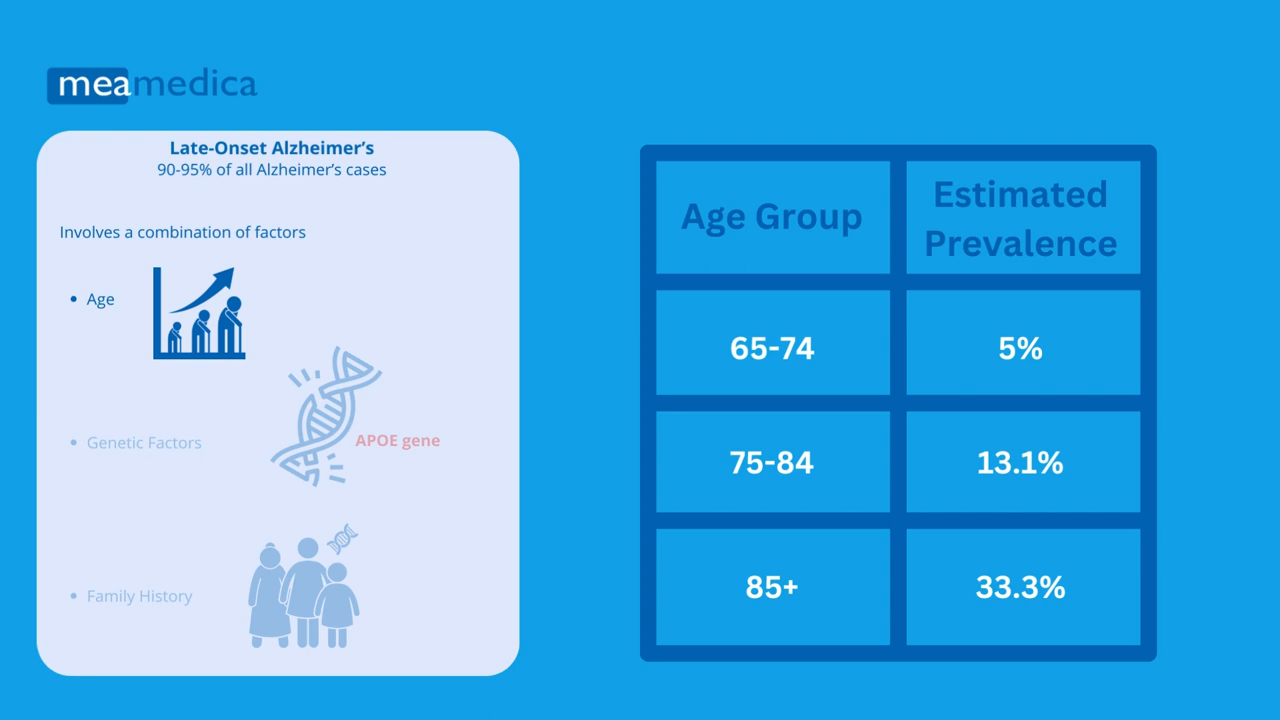 meamedica
Late-Onset Alzheimer’s
90-95% of all Alzheimer’s cases
Involves a combination of factors
• Age
• Genetic Factors
APOE gene
• Family History
Age Group
Estimated
Prevalence
65-74
5%
75-84
13.1%
85+
33.3%